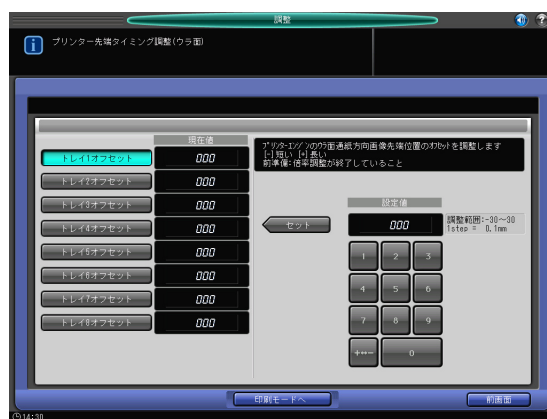 調整
プリンター先端タイミング調整(ウラ面)
現在値
トレイ1オフセット 000
トレイ2オフセット 000
トレイ3オフセット 000
トレイ4オフセット 000
トレイ5オフセット 000
トレイ6オフセット 000
トレイ7オフセット 000
トレイ8オフセット 000
プリンターエンジンのウラ面通紙方向画像先端位置のオフセットを調整します
[-]短い [+]長い
前準備:倍率調整が終了していること
設定値
セット 000
調整範囲:-30~30
1step = 0.1mm
1 2 3
4 5 6
7 8 9
+↔- 0
印刷モードへ 前画面
14:30